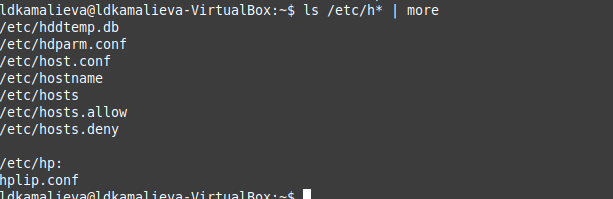 ldkamalieva@ldkamalieva-VirtualBox:~$ ls /etc/h* | more
/etc/hddtemp.db
/etc/hdparm.conf
/etc/host.conf
/etc/hostname
/etc/hosts
/etc/hosts.allow
/etc/hosts.deny

/etc/hp:
hplip.conf
ldkamalieva@ldkamalieva-VirtualBox:~$